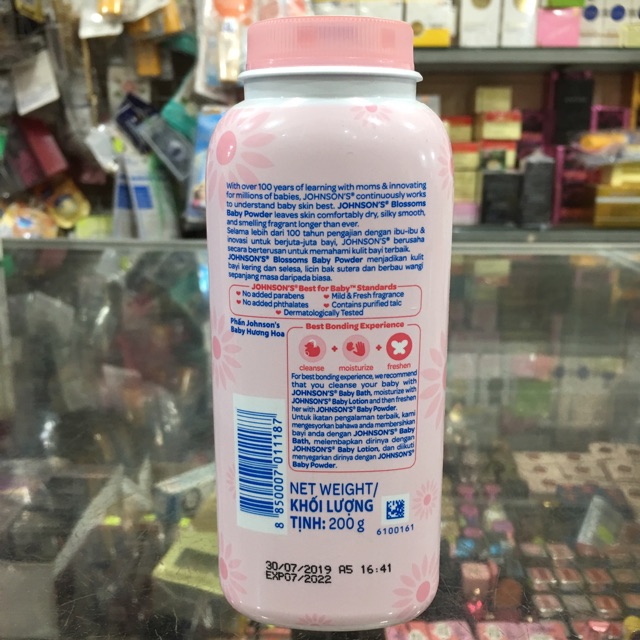 With over 100 years of learning with moms & innovating
for millions of babies, JOHNSON'S® continuously works
to understand baby skin best. JOHNSON'S® Blossoms
Baby Powder leaves skin comfortably dry, silky smooth,
and smelling fragrant longer than ever.
Selama lebih dari 100 tahun pengajian dengan ibu-ibu &
inovasi untuk berjuta-juta bayi, JOHNSON'S® berusaha
secara berterusan untuk memahami kulit bayi terbaik.
JOHNSON'S® Blossoms Baby Powder menjadikan kulit
bayi kering dan selesa, licin bak sutera dan berbau wangi
sepanjang masa daripada biasa.
JOHNSON'S® Best for Baby™ Standards
No added parabens
Mild & Fresh fragrance
No added phthalates
Contains purified talc
Dermatologically Tested
Phấn Johnson's
Baby Hương Hoa
Best Bonding Experience
cleanse
moisturize
freshen
For best bonding experience, we recommend
that you cleanse your baby with
JOHNSON'S® Baby Bath, moisturize with
JOHNSON'S® Baby Lotion and then freshen
her with JOHNSON'S® Baby Powder.
Untuk ikatan pengalaman terbaik, kami
mengesyorkan bahawa anda membersihkan
bayi anda dengan JOHNSON'S® Baby
Bath, melembapkan dirinya dengan
JOHNSON'S® Baby Lotion, dan diikuti
menyegarkan dirinya dengan JOHNSON'S®
Baby Powder.
8 850007 011187
NET WEIGHT/
KHỐI LƯỢNG
TỊNH: 200 g
6100161
30/07/2019 A5 16:41
EXP07/2022